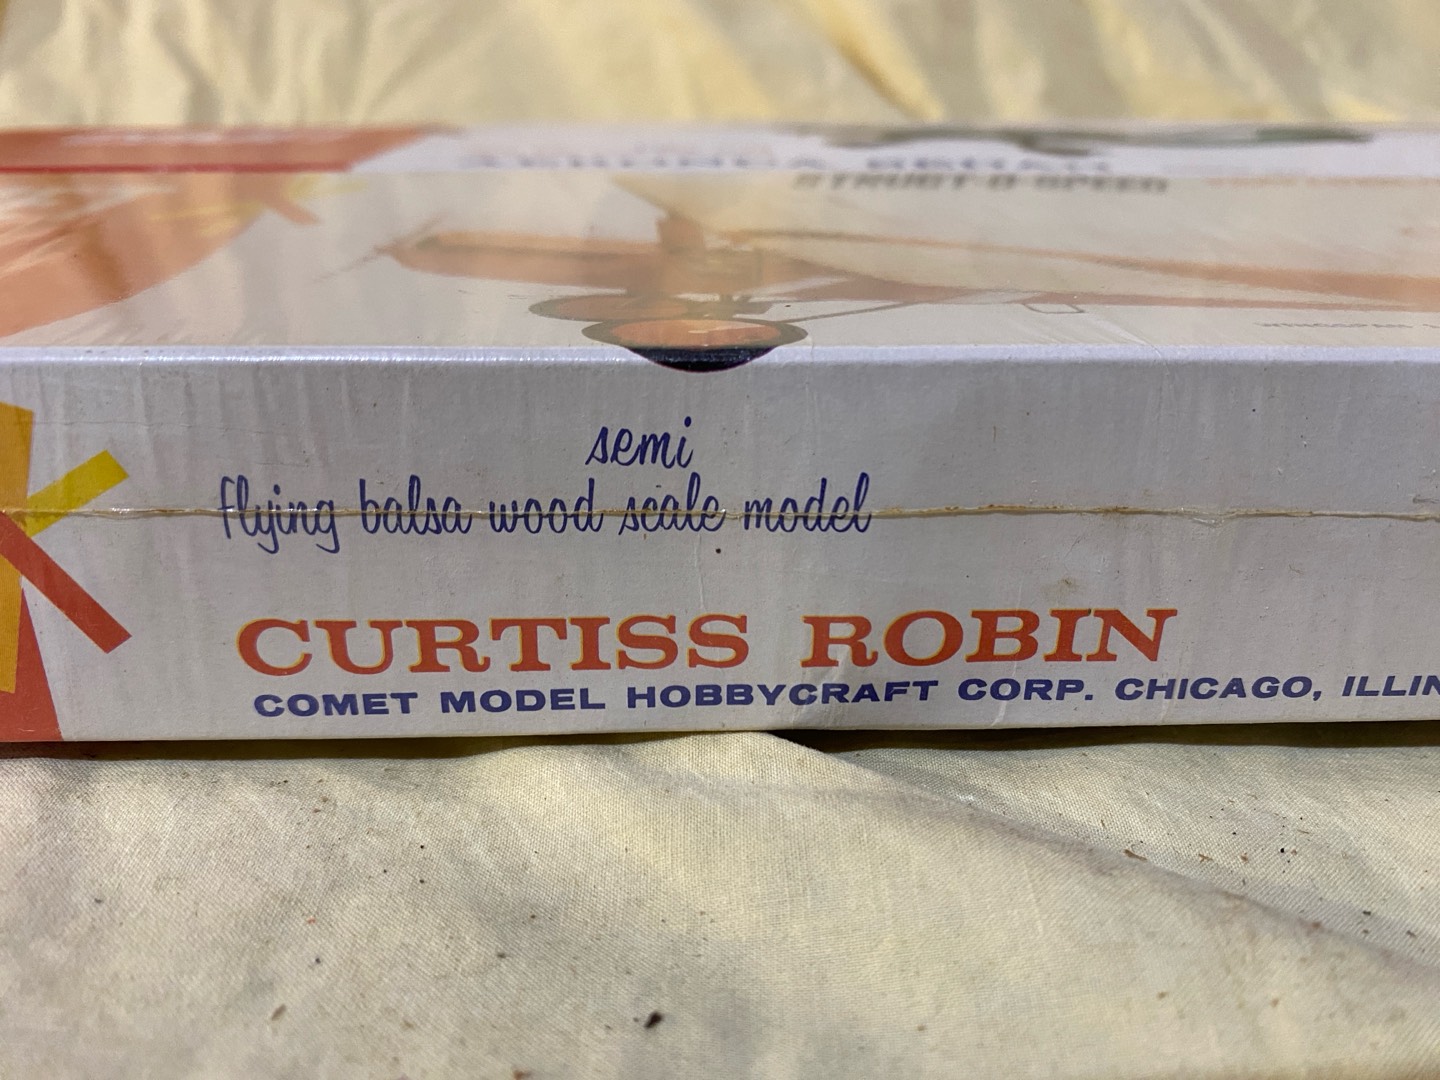 semi
flying balsa wood scale model
CURTISS ROBIN
COMET MODEL HOBBYCRAFT CORP. CHICAGO, ILLIN